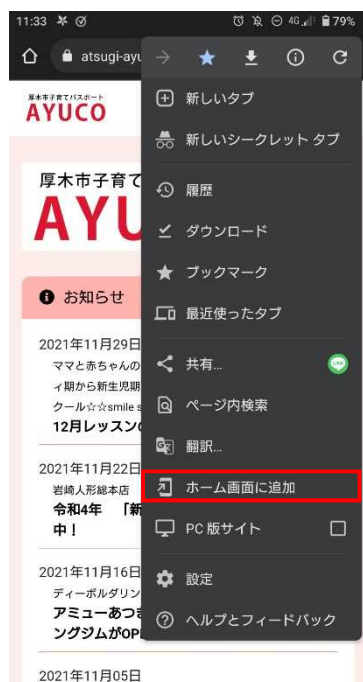 11:33
4G
79%
atsugi-ayu
厚木市子育てパスポート
AYUCO
新しいタブ
新しいシークレット タブ
厚木市子育て
AYU
履歴
ダウンロード
ブックマーク
お知らせ
最近使ったタブ
2021年11月29日
ママと赤ちゃんの
共有...
LINE
ィ期から新生児期
クール☆☆smile s
ページ内検索
12月レッスン
翻訳...
2021年11月22日
岩崎人形総本店
ホーム画面に追加
令和4年 「新
中!
PC 版サイト
2021年11月16日
ディーボルダリン
設定
アミューあつぎ
ングジムがOP
ヘルプとフィードバック
2021年11月05日